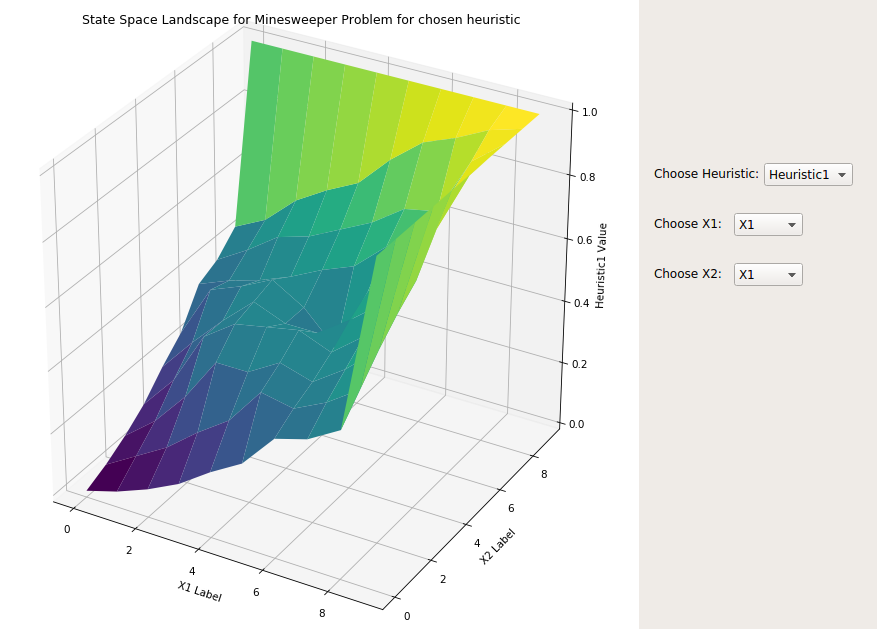 State Space Landscape for Minesweeper Problem for chosen heuristic
1.0
0.8
0.6
0.4
0.2
0.0
Heuristic1 Value
0
2
4
6
8
X1 Label
0
2
4
6
8
X2 Label
Choose Heuristic: Heuristic1
Choose X1: X1
Choose X2: X1